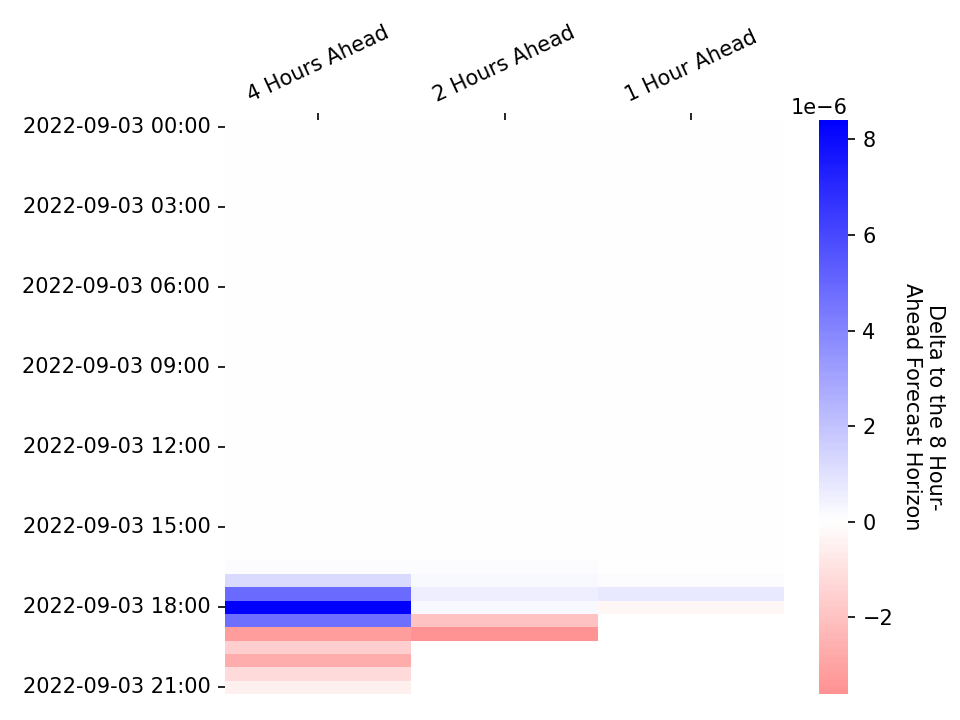 4 Hours Ahead
2 Hours Ahead
1 Hour Ahead
1e−6
2022-09-03 00:00
2022-09-03 03:00
2022-09-03 06:00
2022-09-03 09:00
2022-09-03 12:00
2022-09-03 15:00
2022-09-03 18:00
2022-09-03 21:00
8
6
4
2
0
−2
Delta to the 8 Hour-
Ahead Forecast Horizon